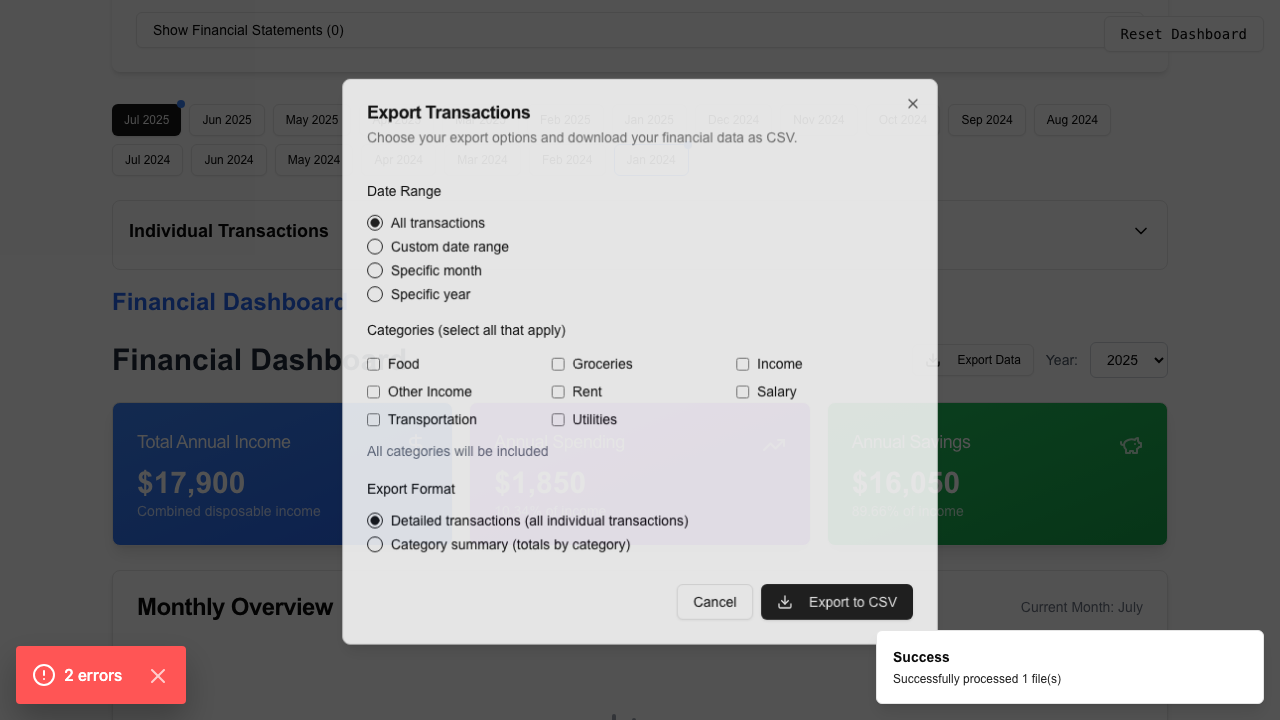 Show Financial Statements (0)
Reset Dashboard
Jul 2025
Jun 2025
May 2025
Feb 2025
Jan 2025
Dec 2024
Nov 2024
Oct 2024
Sep 2024
Aug 2024
Jul 2024
Jun 2024
May 2024
Apr 2024
Mar 2024
Feb 2024
Jan 2024
Export Transactions
Choose your export options and download your financial data as CSV.
Individual Transactions
Date Range
All transactions
Custom date range
Specific month
Specific year
Financial Dashboard
Financial Dashboard
Export Data
Year:
2025
Categories (select all that apply)
Food
Groceries
Income
Other Income
Rent
Salary
Transportation
Utilities
All categories will be included
Total Annual Income
$17,900
Combined disposable income
Annual Spending
$1,850
Annual Savings
$16,050
Export Format
Detailed transactions (all individual transactions)
Category summary (totals by category)
Cancel
Export to CSV
Monthly Overview
Current Month: July
2 errors
Success
Successfully processed 1 file(s)